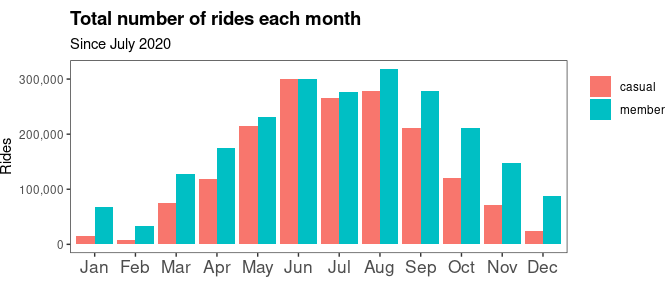 Total number of rides each month
Since July 2020
Rides
300,000
200,000
100,000
0
Jan Feb Mar Apr May Jun Jul Aug Sep Oct Nov Dec
casual
member